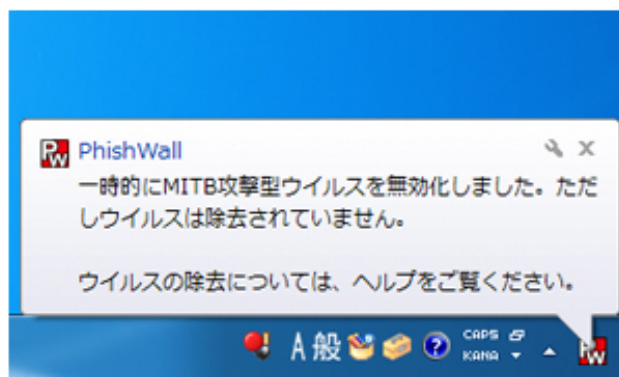 PhishWall
一時的にMITB攻撃型ウイルスを無効化しました。ただ
しウイルスは除去されていません。
ウイルスの除去については、ヘルプをご覧ください。
A 般 CAPS
KANA